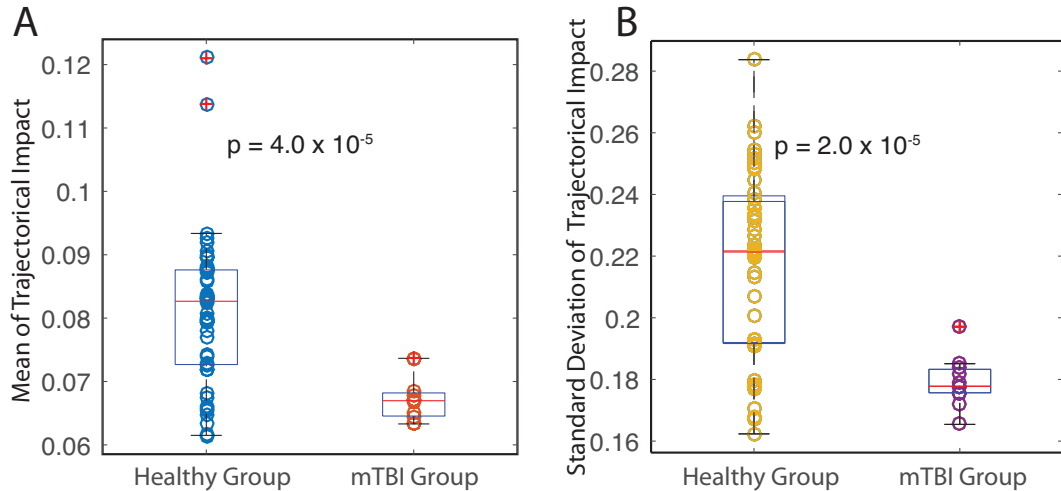 A
Mean of Trajectorical Impact
0.12
0.11
0.1
0.09
0.08
0.07
0.06
p = 4.0 x 10-5
Healthy Group
mTBI Group
B
Standard Deviation of Trajectorical Impact
0.28
0.26
0.24
0.22
0.2
0.18
0.16
p = 2.0 x 10-5
Healthy Group
mTBI Group